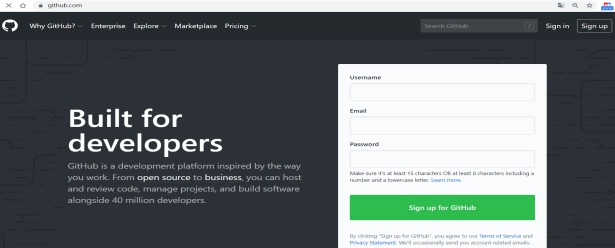 github.com
Why GitHub? Enterprise Explore Marketplace Pricing Search GitHub / Sign in Sign up
Built for
developers
GitHub is a development platform inspired by the way
you work. From open source to business, you can host
and review code, manage projects, and build software
alongside 40 million developers.
Username
Email
Password
Make sure it's at least 15 characters OR at least 8 characters including a
number and a lowercase letter. Learn more.
Sign up for GitHub
By clicking "Sign up for GitHub", you agree to our Terms of Service and
Privacy Statement. We'll occasionally send you account related emails.